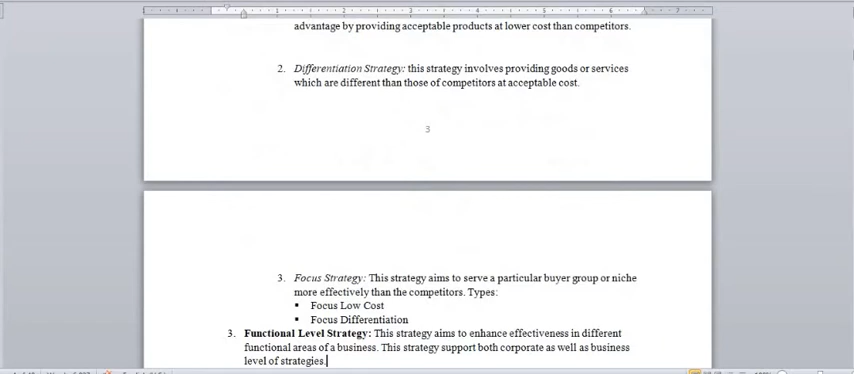 advantage by providing acceptable products at lower cost than competitors.
2. Differentiation Strategy: this strategy involves providing goods or services
which are different than those of competitors at acceptable cost.
3
3. Focus Strategy: This strategy aims to serve a particular buyer group or niche
more effectively than the competitors. Types:
▪ Focus Low Cost
▪ Focus Differentiation
3. Functional Level Strategy: This strategy aims to enhance effectiveness in different
functional areas of a business. This strategy support both corporate as well as business
level of strategies.